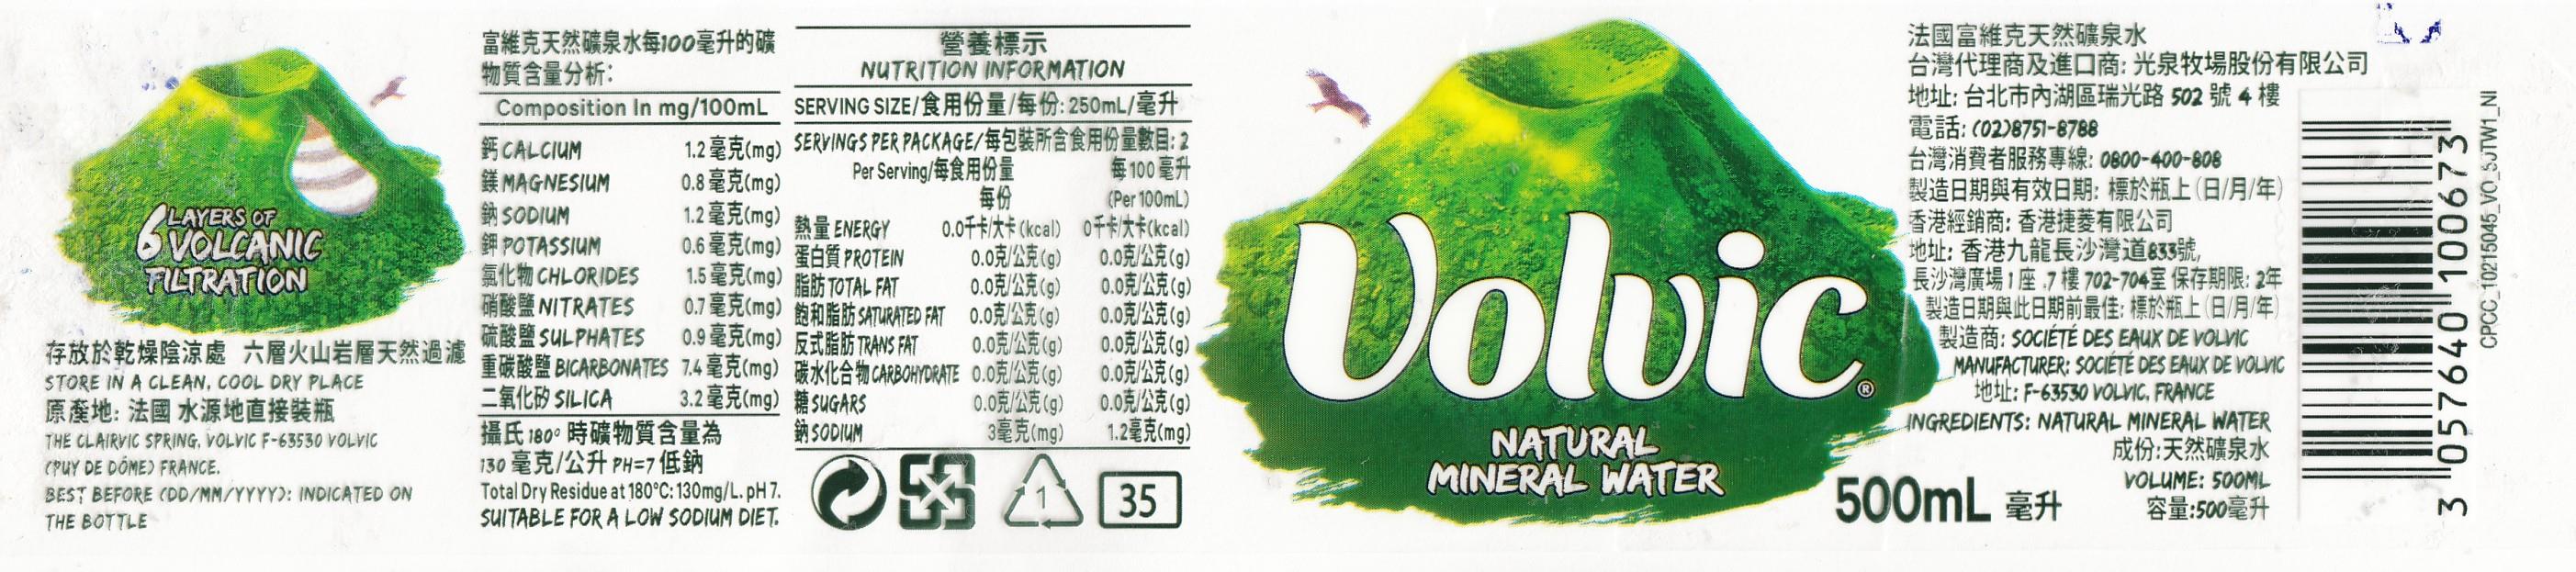 6 LAYERS OF
VOLCANIC
FILTRATION
存放於乾燥陰涼處 六層火山岩層天然過濾
STORE IN A CLEAN, COOL DRY PLACE
原產地: 法國 水源地直接裝瓶
THE CLAIRVIC SPRING, VOLVIC F-63530 VOLVIC
(PUY DE DÔME) FRANCE.
BEST BEFORE (DD/MM/YYYY): INDICATED ON
THE BOTTLE
富維克天然礦泉水每100毫升的礦
物質含量分析:
Composition In mg/100mL
鈣 CALCIUM 1.2 毫克(mg)
鎂 MAGNESIUM 0.8 毫克(mg)
鈉 SODIUM 1.2 毫克(mg)
鉀 POTASSIUM 0.6 毫克(mg)
氯化物 CHLORIDES 1.5 毫克(mg)
硝酸鹽 NITRATES 0.7 毫克(mg)
硫酸鹽 SULPHATES 0.9 毫克(mg)
重碳酸鹽 BICARBONATES 7.4 毫克(mg)
二氧化矽 SILICA 3.2 毫克(mg)
攝氏 180° 時礦物質含量為
130 毫克/公升 PH=7 低鈉
Total Dry Residue at 180°C: 130mg/L. pH 7.
SUITABLE FOR A LOW SODIUM DIET.
營養標示
NUTRITION INFORMATION
SERVING SIZE/食用份量/每份: 250mL/毫升
SERVINGS PER PACKAGE/每包裝所含食用份量數目: 2
Per Serving/每食用份量 每 100 毫升
每份 (Per 100mL)
熱量 ENERGY 0.0千卡/大卡 (kcal) 0千卡/大卡(kcal)
蛋白質 PROTEIN 0.0克/公克(g) 0.0克/公克(g)
脂肪 TOTAL FAT 0.0克/公克(g) 0.0克/公克(g)
飽和脂肪 SATURATED FAT 0.0克/公克(g) 0.0克/公克(g)
反式脂肪 TRANS FAT 0.0克/公克(g) 0.0克/公克(g)
碳水化合物 CARBOHYDRATE 0.0克/公克(g) 0.0克/公克(g)
糖 SUGARS 0.0克/公克(g) 0.0克/公克(g)
鈉 SODIUM 3毫克(mg) 1.2毫克(mg)
1
35
Volvic®
NATURAL
MINERAL WATER
500mL 毫升
法國富維克天然礦泉水
台灣代理商及進口商: 光泉牧場股份有限公司
地址: 台北市內湖區瑞光路 502 號 4 樓
電話: (02)8751-8788
台灣消費者服務專線: 0800-400-808
製造日期與有效日期: 標於瓶上 (日/月/年)
香港經銷商: 香港捷菱有限公司
地址: 香港九龍長沙灣道833號,
長沙灣廣場 1 座 .7 樓 702-704室 保存期限: 2年
製造日期與此日期前最佳: 標於瓶上 (日/月/年)
製造商: SOCIÉTÉ DES EAUX DE VOLVIC
MANUFACTURER: SOCIÉTÉ DES EAUX DE VOLVIC
地址: F-63530 VOLVIC, FRANCE
INGREDIENTS: NATURAL MINERAL WATER
成份:天然礦泉水
VOLUME: 500ML
容量:500毫升
3 057640 100673
CPCC_10215045_VO_50TW1_NI